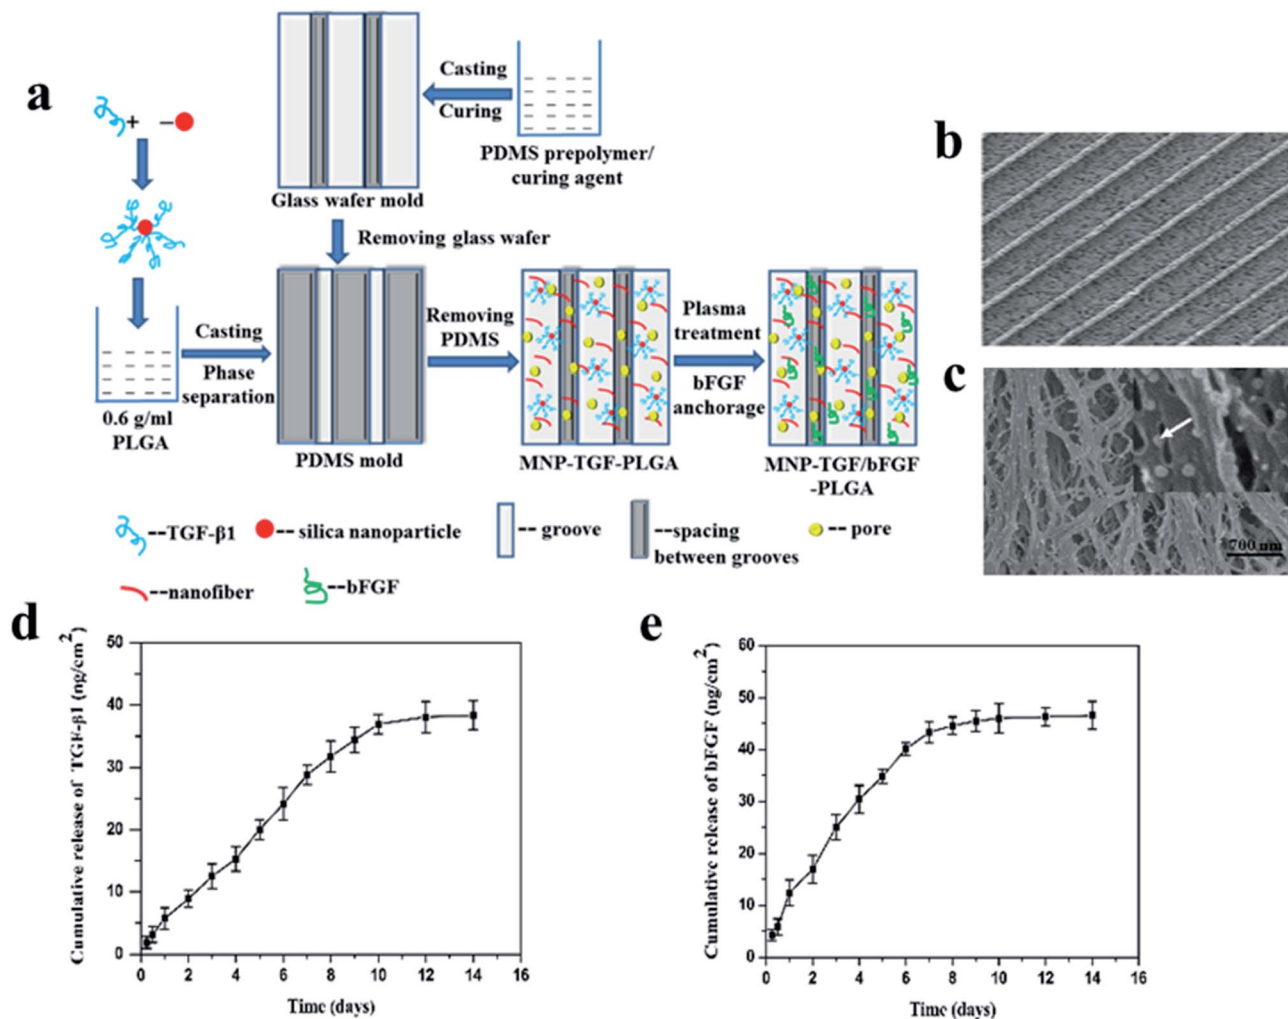 a
+
Casting
Curing
PDMS prepolymer/
curing agent
Glass wafer mold
Removing glass wafer
Casting
Phase
separation
0.6 g/ml
PLGA
PDMS mold
Removing
PDMS
MNP-TGF-PLGA
Plasma
treatment
bFGF
anchorage
MNP-TGF/bFGF
-PLGA
--TGF-β1
-- silica nanoparticle
-- groove
--spacing
between grooves
-- pore
--nanofiber
--bFGF
b
c
700 nm
d
Cumulative release of TGF-β1 (ng/cm2)
50
40
30
20
10
0
0 2 4 6 8 10 12 14 16
Time (days)
e
Cumulative release of bFGF (ng/cm2)
60
50
40
30
20
10
0
0 2 4 6 8 10 12 14 16
Time (days)